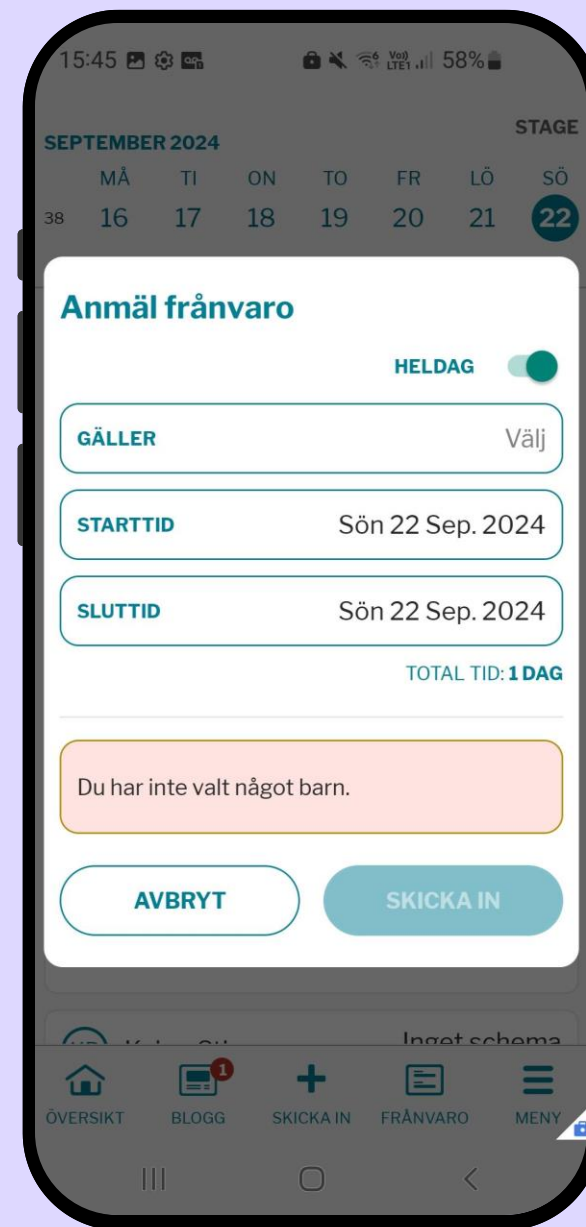 15:45 58%
STAGE
SEPTEMBER 2024
MÅ TI ON TO FR LÖ SÖ
38 16 17 18 19 20 21 22
Anmäl frånvaro
HELDAG
GÄLLER Välj
STARTTID Sön 22 Sep. 2024
SLUTTID Sön 22 Sep. 2024
TOTAL TID: 1 DAG
Du har inte valt något barn.
AVBRYT SKICKA IN
Inget schema
1
ÖVERSIKT BLOGG SKICKA IN FRÅNVARO MENY